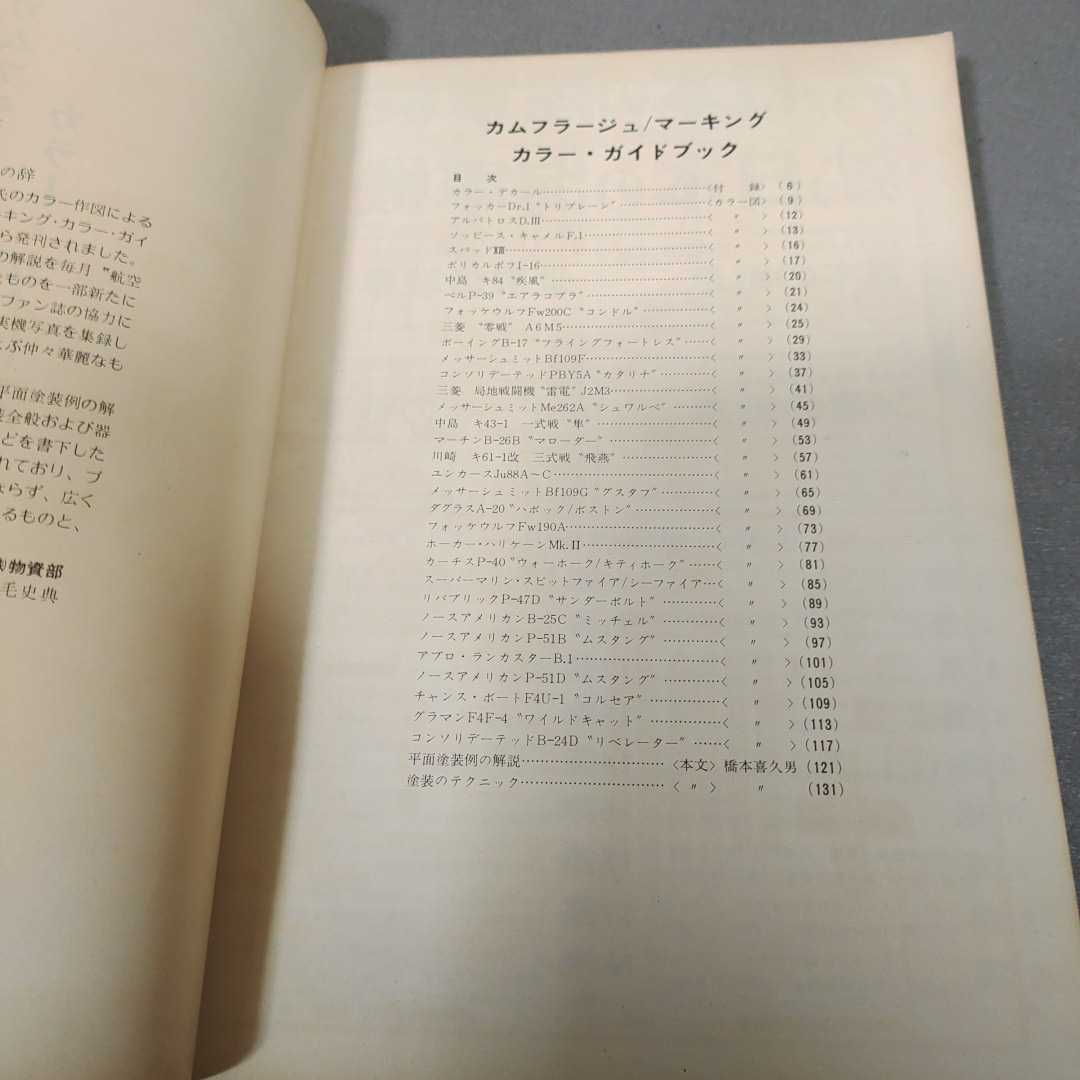 の辞
氏のカラー作図による
ーキング・カラー・ガイ
ら発刊されました。
の解説を毎月〝航空
ものを一部新たに
ファン誌の協力に
実機写真を集録し
ぶ仲々華麗なも
平面塗装例の解
装全般および器
どを書下した
れており、プ
ならず、広く
るものと、
物資部
毛史典
カムフラージュ/マーキング
カラー・ガイドブック
目 次
カラー・デカール……………………………………〈付 録〉(6)
フォッカーDr.I〝トリプレーン〟…………………〈カラー図〉(9)
アルバトロスD.Ⅲ……………………………………〈 〃 〉(12)
ソッピース・キャメルF.1……………………………〈 〃 〉(13)
スパッドⅩⅢ……………………………………………〈 〃 〉(16)
ポリカルポフI-16……………………………………〈 〃 〉(17)
中島 キ84〝疾風〟……………………………………〈 〃 〉(20)
ベルP-39〝エアラコブラ〟…………………………〈 〃 〉(21)
フォッケウルフFw200C〝コンドル〟………………〈 〃 〉(24)
三菱 〝零戦〟 A6M5…………………………………〈 〃 〉(25)
ボーイングB-17〝フライングフォートレス〟……〈 〃 〉(29)
メッサーシュミットBf109F…………………………〈 〃 〉(33)
コンソリデーテッドPBY5A〝カタリナ〟…………〈 〃 〉(37)
三菱 局地戦闘機〝雷電〟J2M3……………………〈 〃 〉(41)
メッサーシュミットMe262A〝シュワルベ〟………〈 〃 〉(45)
中島 キ43-1 一式戦〝隼〟…………………………〈 〃 〉(49)
マーチンB-26B〝マローダー〟……………………〈 〃 〉(53)
川崎 キ61-1改 三式戦〝飛燕〟……………………〈 〃 〉(57)
ユンカースJu88A～C………………………………〈 〃 〉(61)
メッサーシュミットBf109G〝グスタフ〟…………〈 〃 〉(65)
ダグラスA-20〝ハボック/ボストン〟……………〈 〃 〉(69)
フォッケウルフFw190A……………………………〈 〃 〉(73)
ホーカー・ハリケーンMk.Ⅱ………………………〈 〃 〉(77)
カーチスP-40〝ウォーホーク/キティホーク〟……〈 〃 〉(81)
スーパーマリン・スピットファイア/シーファイア…〈 〃 〉(85)
リパブリックP-47D〝サンダーボルト〟……………〈 〃 〉(89)
ノースアメリカンB-25C〝ミッチェル〟……………〈 〃 〉(93)
ノースアメリカンP-51B〝ムスタング〟……………〈 〃 〉(97)
アブロ・ランカスターB.1……………………………〈 〃 〉(101)
ノースアメリカンP-51D〝ムスタング〟……………〈 〃 〉(105)
チャンス・ボートF4U-1〝コルセア〟………………〈 〃 〉(109)
グラマンF4F-4〝ワイルドキャット〟………………〈 〃 〉(113)
コンソリデーテッドB-24D〝リベレーター〟………〈 〃 〉(117)
平面塗装例の解説…………………………〈本文〉橋本喜久男(121)
塗装のテクニック…………………………〈 〃 〉 〃 (131)